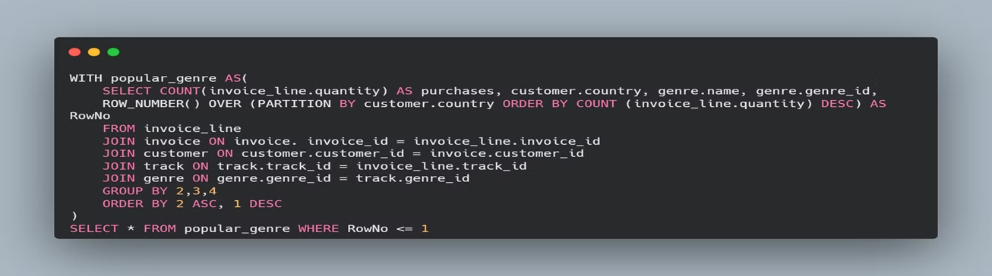 WITH popular_genre AS(
SELECT COUNT(invoice_line.quantity) AS purchases, customer.country, genre.name, genre.genre_id,
ROW_NUMBER() OVER (PARTITION BY customer.country ORDER BY COUNT (invoice_line.quantity) DESC) AS
RowNo
FROM invoice_line
JOIN invoice ON invoice. invoice_id = invoice_line.invoice_id
JOIN customer ON customer.customer_id = invoice.customer_id
JOIN track ON track.track_id = invoice_line.track_id
JOIN genre ON genre.genre_id = track.genre_id
GROUP BY 2,3,4
ORDER BY 2 ASC, 1 DESC
)
SELECT * FROM popular_genre WHERE RowNo <= 1